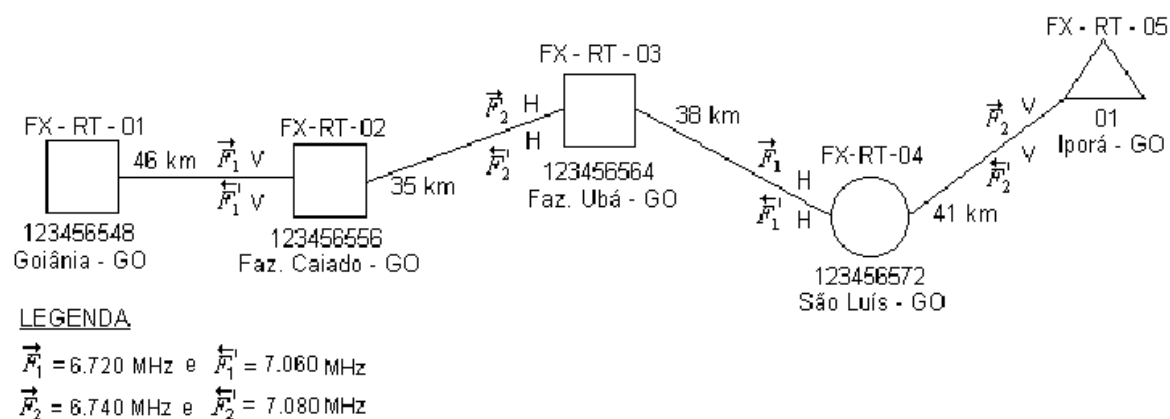 FX - RT - 01
46 km
F₁ V
F₁' V
123456548
Goiânia - GO
FX-RT-02
35 km
123456556
Faz. Caiado - GO
F₂ H
F₂' H
FX - RT - 03
38 km
123456564
Faz. Ubá - GO
F₁ H
F₁' H
FX-RT-04
41 km
123456572
São Luís - GO
F₂ V
F₂' V
FX - RT - 05
01
Iporá - GO
LEGENDA
F₁ = 6.720 MHz e F₁' = 7.060 MHz
F₂ = 6.740 MHz e F₂' = 7.080 MHz